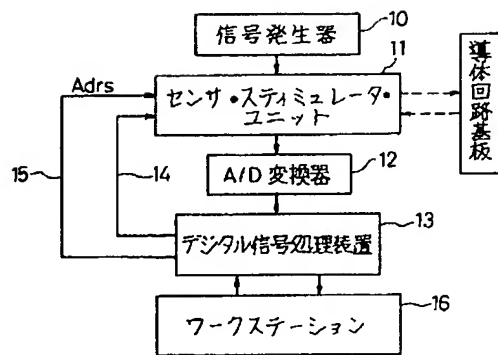 信号発生器
10
11
Adrs
センサ・スティミュレータ・
ユニット
導体回路基板
12
A/D 変換器
15
14
13
デジタル信号処理装置
16
ワークステーション